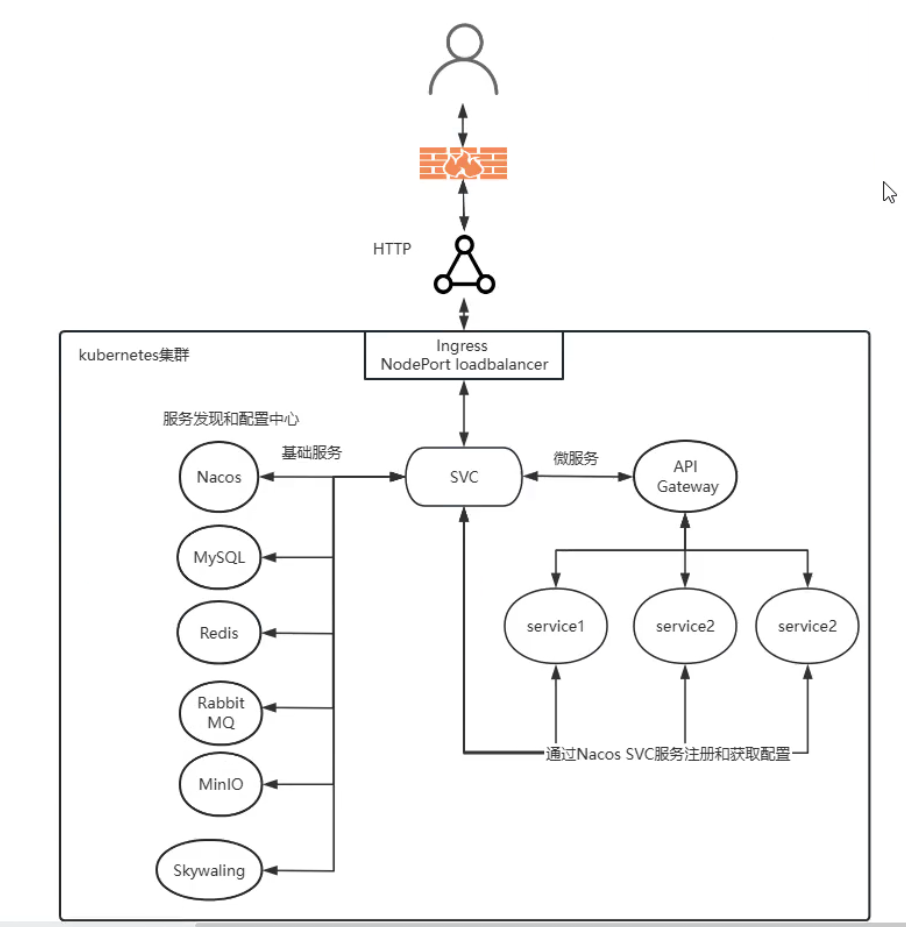 HTTP
Ingress
NodePort loadbalancer
kubernetes集群
服务发现和配置中心
基础服务
Nacos
SVC
微服务
API
Gateway
MySQL
Redis
Rabbit
MQ
MinIO
Skywaling
service1
service2
service2
通过Nacos SVC服务注册和获取配置